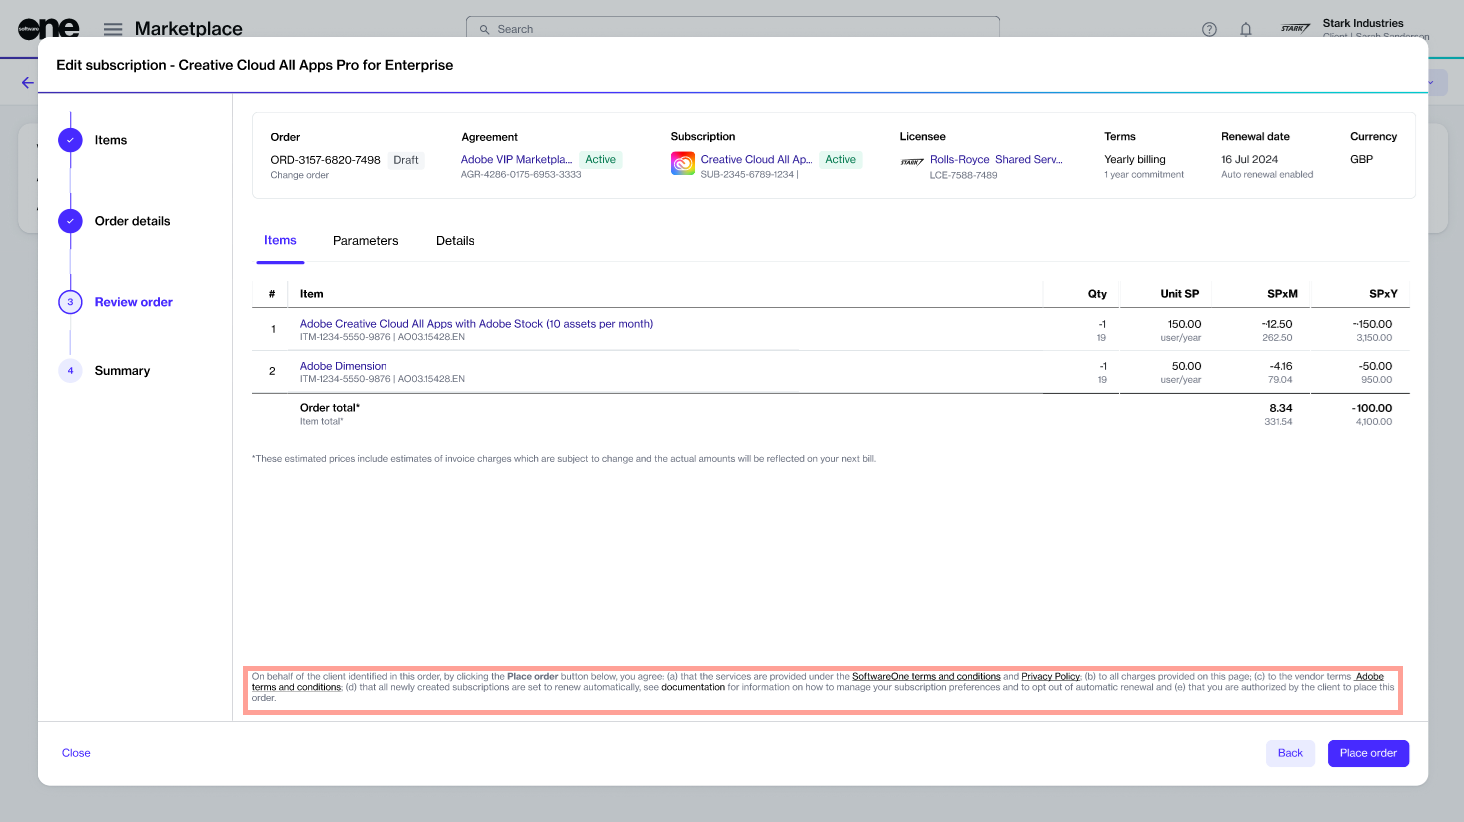 software one
Marketplace
Search
Stark Industries
STARK
Client | Sarah Sanderson
Edit subscription - Creative Cloud All Apps Pro for Enterprise
Items
Order details
3 Review order
4 Summary
Order Agreement Subscription Licensee Terms Renewal date Currency
ORD-3157-6820-7498 Draft Adobe VIP Marketpla... Active Creative Cloud All Ap... Active STARK Rolls-Royce Shared Serv... Yearly billing 16 Jul 2024 GBP
Change order AGR-4286-0175-6953-3333 SUB-2345-6789-1234 | LCE-7588-7489 1 year commitment Auto renewal enabled
Items Parameters Details
# Item Qty Unit SP SPxM SPxY
1 Adobe Creative Cloud All Apps with Adobe Stock (10 assets per month) -1 150.00 -12.50 --150.00
ITM-1234-5550-9876 | AO03.15428.EN 19 user/year 262.50 3,150.00
2 Adobe Dimension -1 50.00 -4.16 -50.00
ITM-1234-5550-9876 | AO03.15428.EN 19 user/year 79.04 950.00
Order total* 8.34 -100.00
Item total* 331.54 4,100.00
*These estimated prices include estimates of invoice charges which are subject to change and the actual amounts will be reflected on your next bill.
On behalf of the client identified in this order, by clicking the Place order button below, you agree: (a) that the services are provided under the SoftwareOne terms and conditions and Privacy Policy; (b) to all charges provided on this page; (c) to the vendor terms Adobe
terms and conditions; (d) that all newly created subscriptions are set to renew automatically, see documentation for information on how to manage your subscription preferences and to opt out of automatic renewal and (e) that you are authorized by the client to place this
order.
Close Back Place order